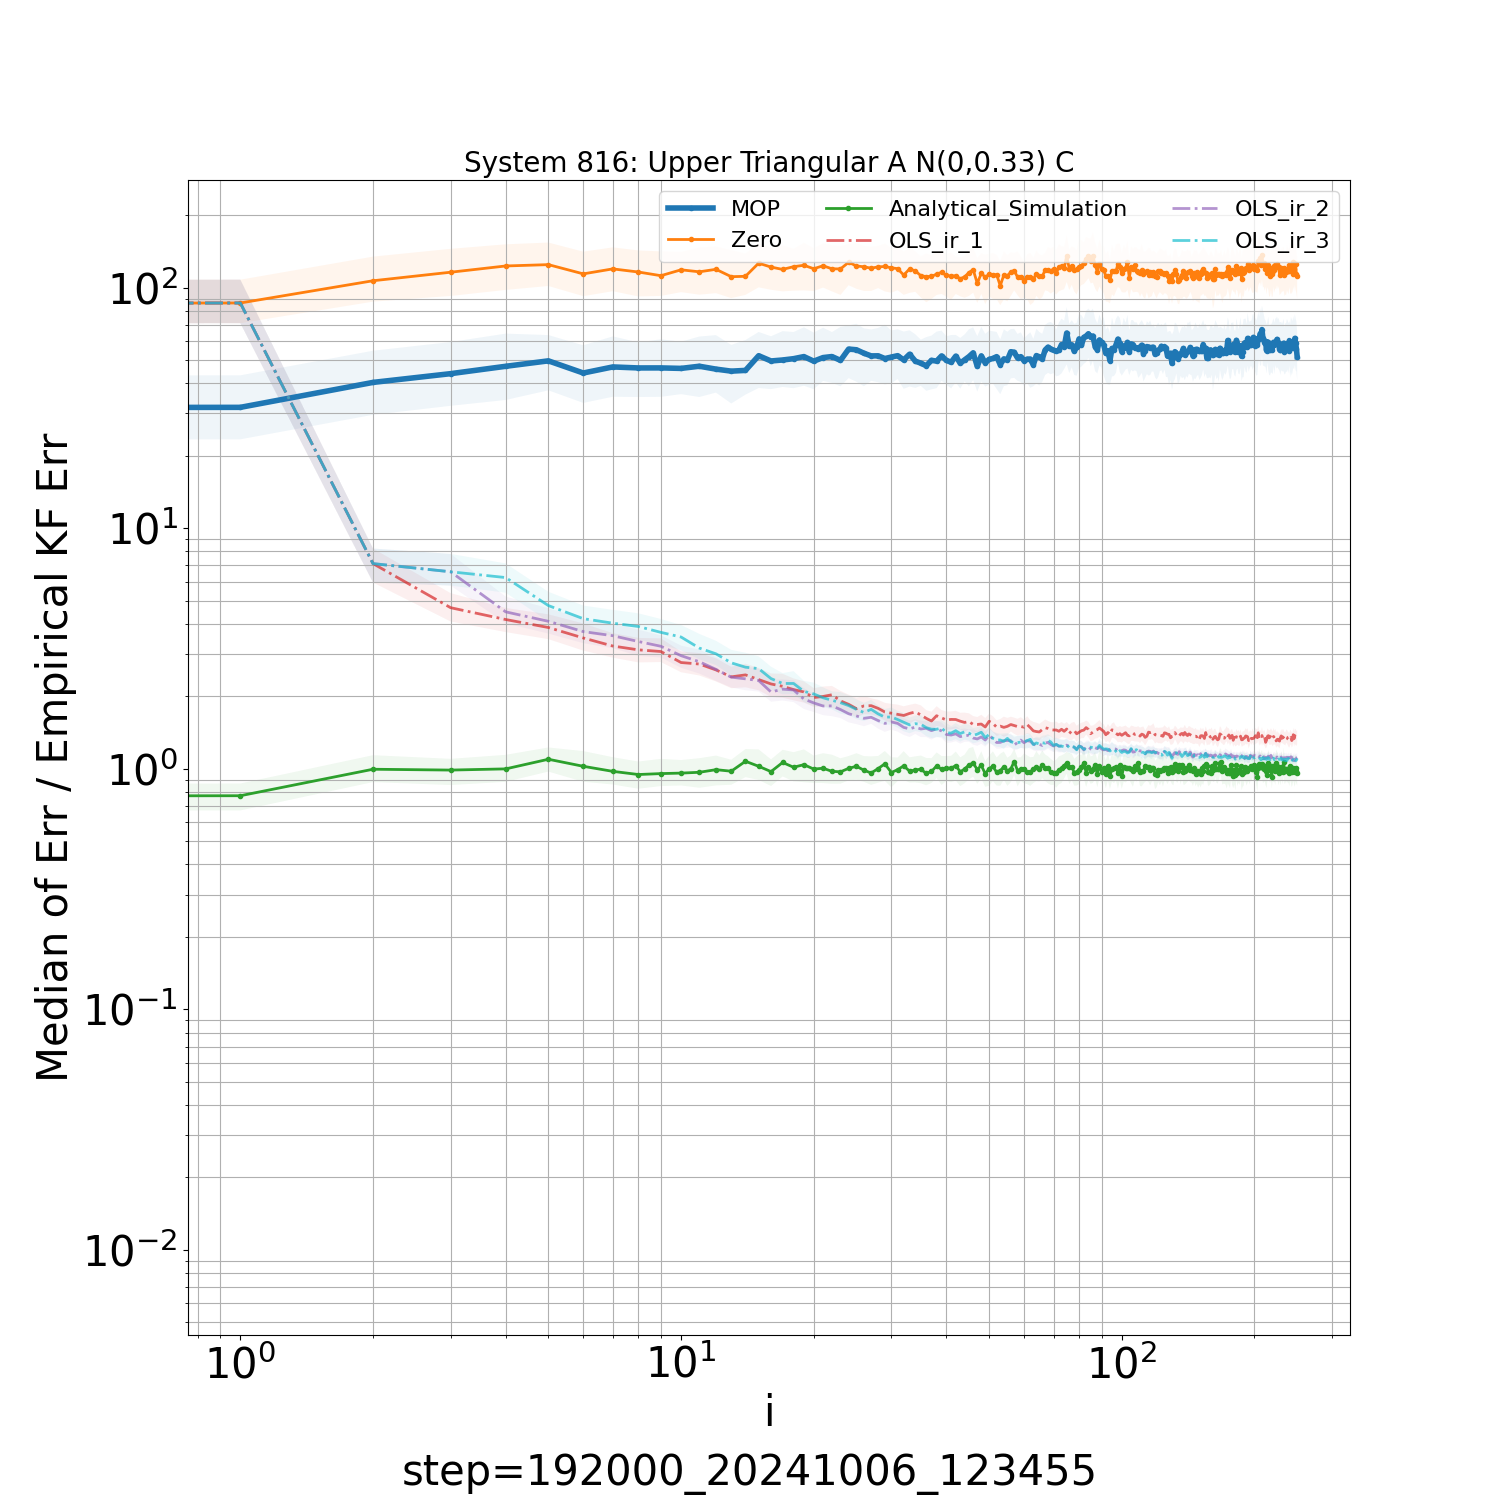 System 816: Upper Triangular A N(0,0.33) C
MOP
Zero
Analytical_Simulation
OLS_ir_1
OLS_ir_2
OLS_ir_3
Median of Err / Empirical KF Err
10²
10¹
10⁰
10⁻¹
10⁻²
10⁰ 10¹ 10²
i
step=192000_20241006_123455